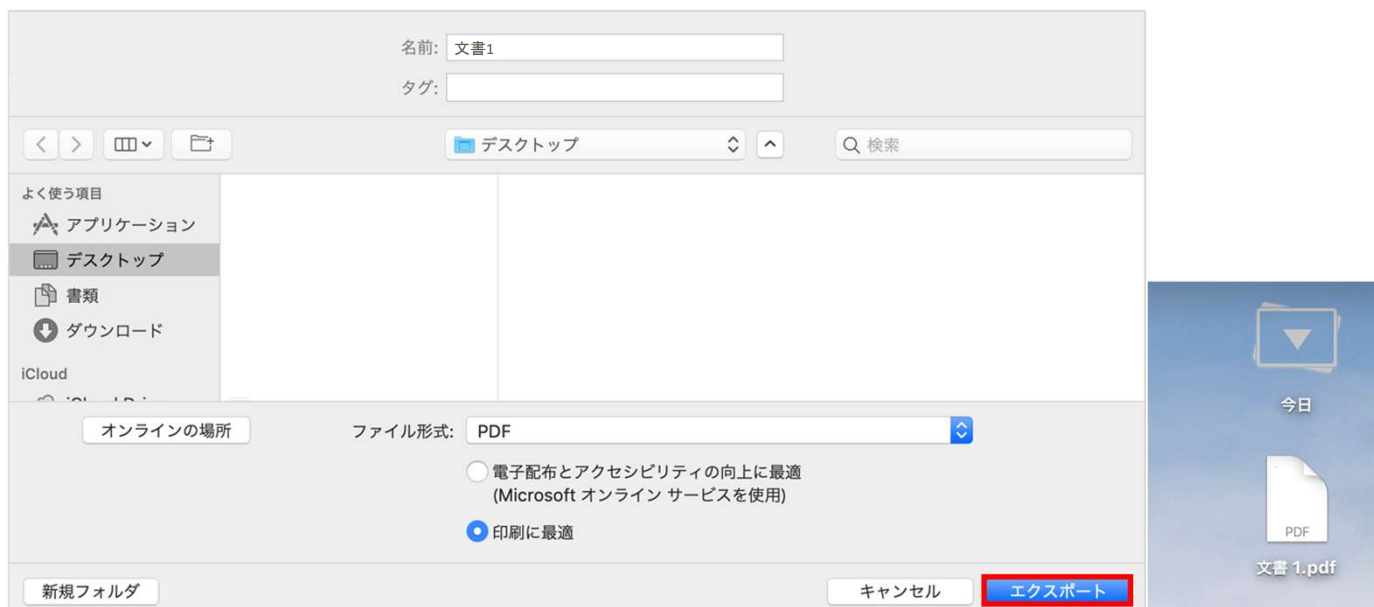 名前: 文書1
タグ:
デスクトップ
検索
よく使う項目
アプリケーション
デスクトップ
書類
ダウンロード
iCloud
オンラインの場所
ファイル形式: PDF
電子配布とアクセシビリティの向上に最適
(Microsoft オンライン サービスを使用)
印刷に最適
新規フォルダ
キャンセル
エクスポート
今日
PDF
文書 1.pdf